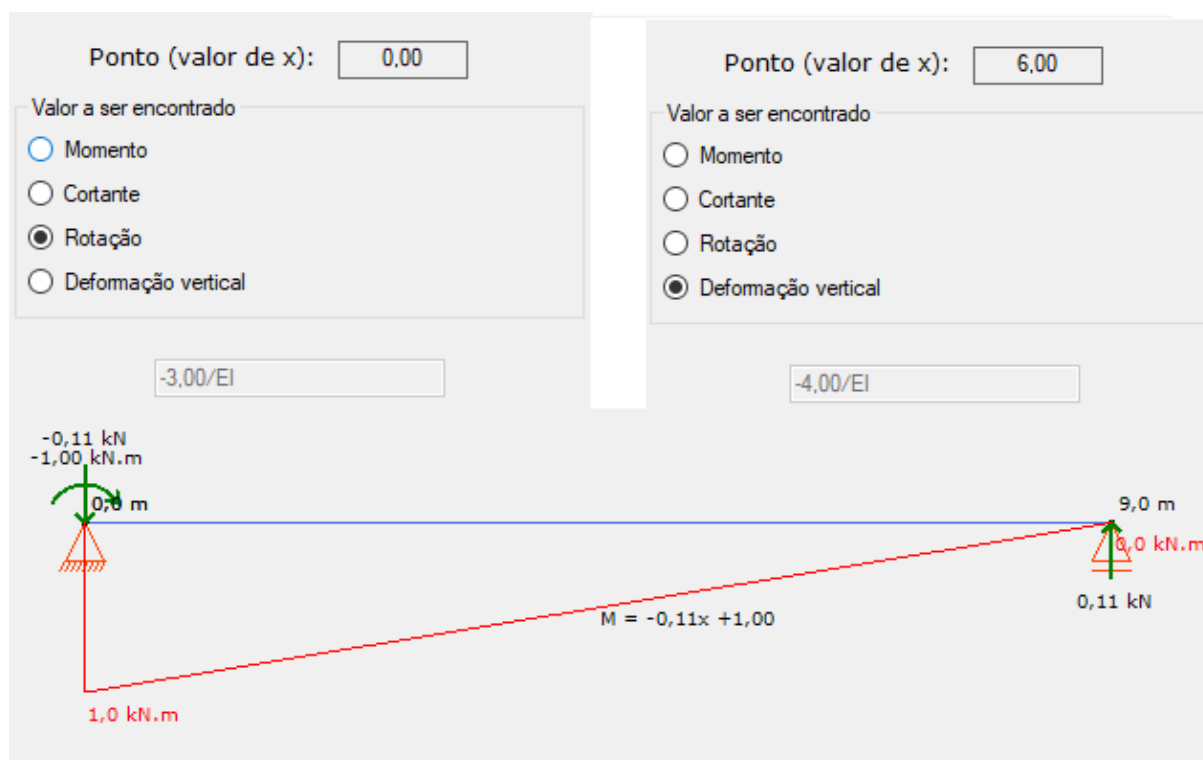 Ponto (valor de x): 0,00
Valor a ser encontrado
Momento
Cortante
Rotação
Deformação vertical
-3,00/EI
Ponto (valor de x): 6,00
Valor a ser encontrado
Momento
Cortante
Rotação
Deformação vertical
-4,00/EI
-0,11 kN
-1,00 kN.m
0,0 m
9,0 m
0,0 kN.m
0,11 kN
M = -0,11x +1,00
1,0 kN.m